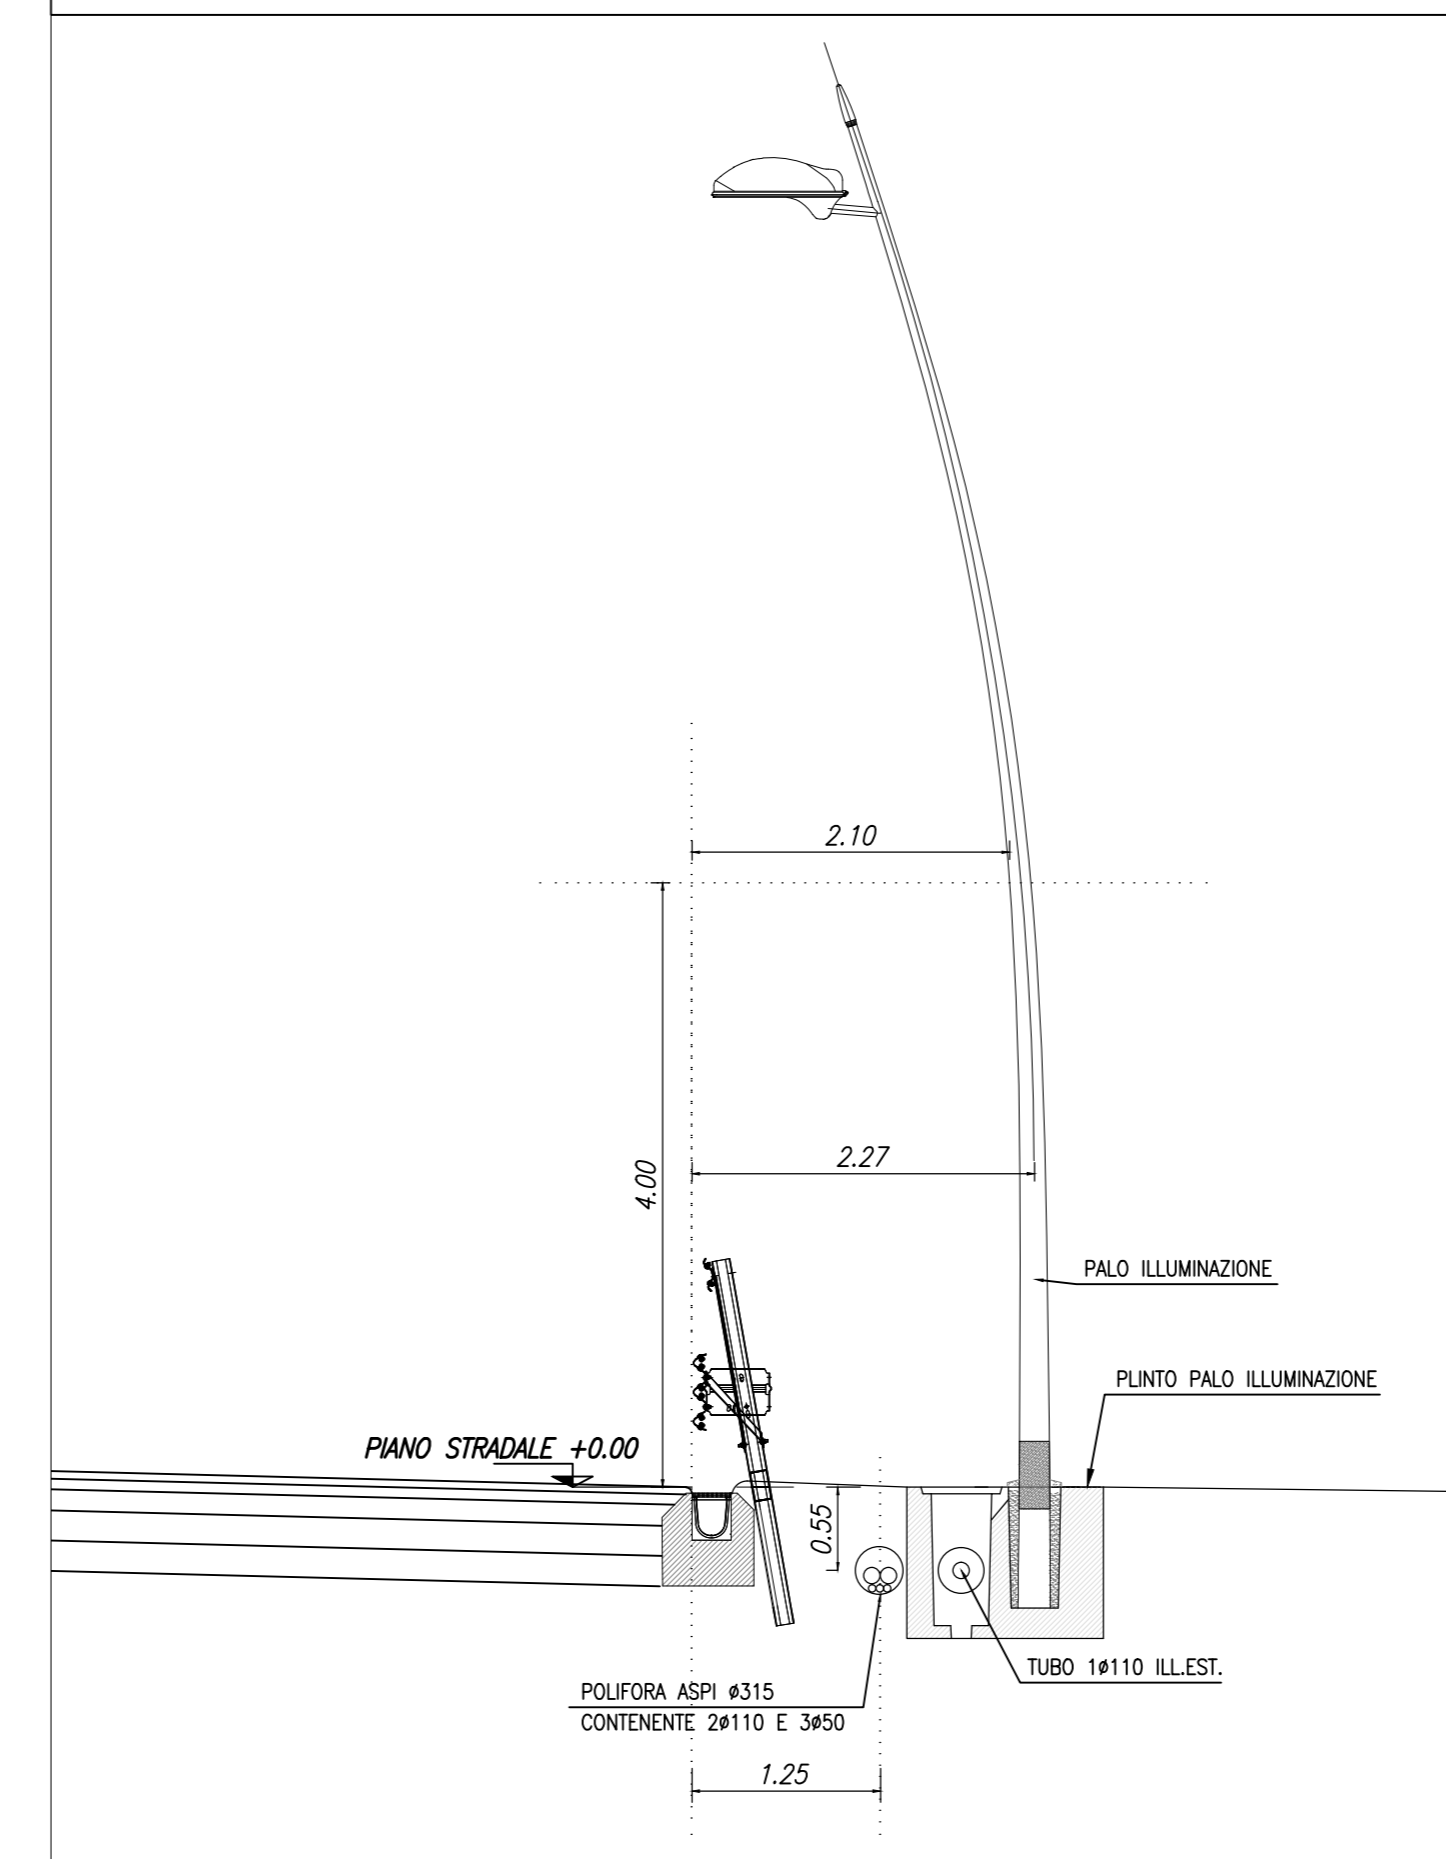 2.10
2.27
4.00
PALO ILLUMINAZIONE
PLINTO PALO ILLUMINAZIONE
PIANO STRADALE +0.00
0.55
TUBO 1ø110 ILL.EST.
POLIFORA ASPI ø315
CONTENENTE 2ø110 E 3ø50
1.25